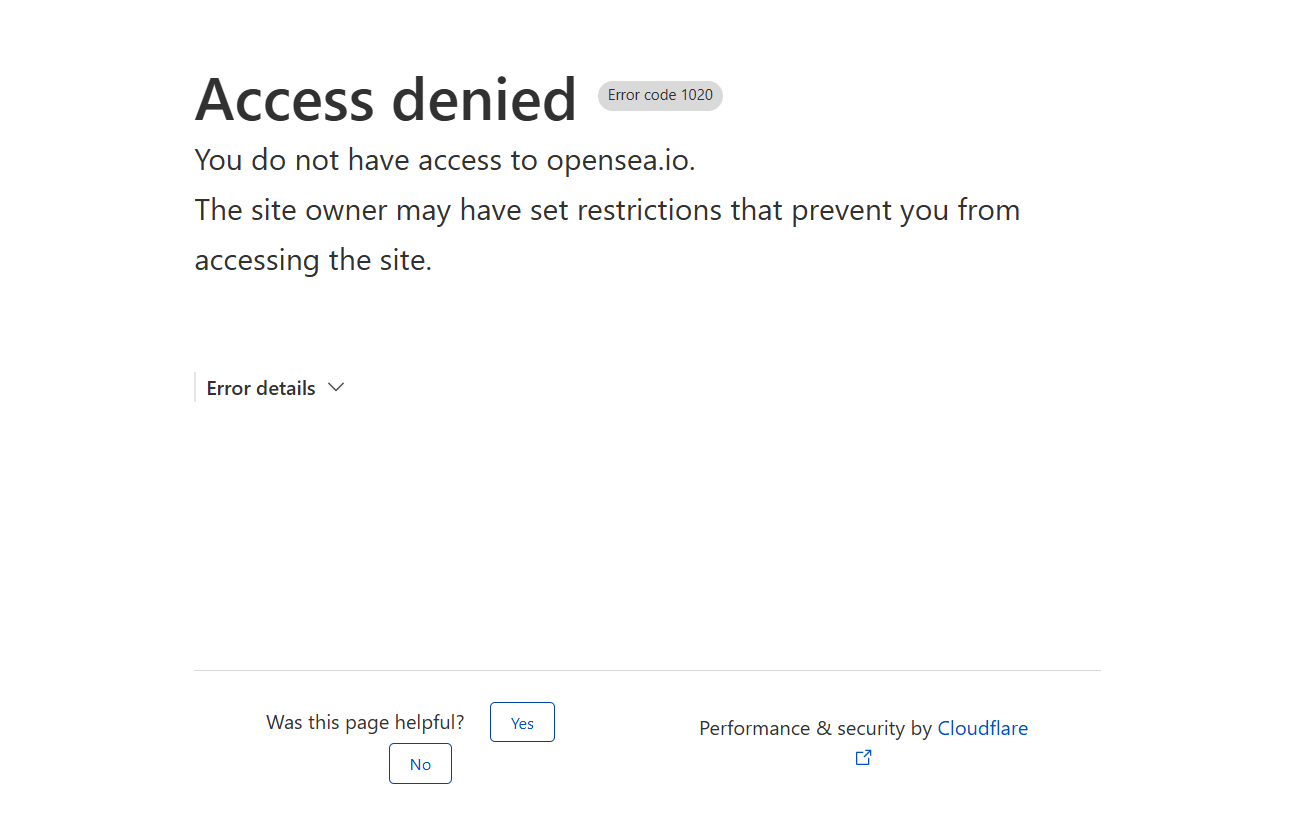 Access denied
Error code 1020
You do not have access to opensea.io.
The site owner may have set restrictions that prevent you from
accessing the site.
Error details
Was this page helpful?
Yes
No
Performance & security by Cloudflare